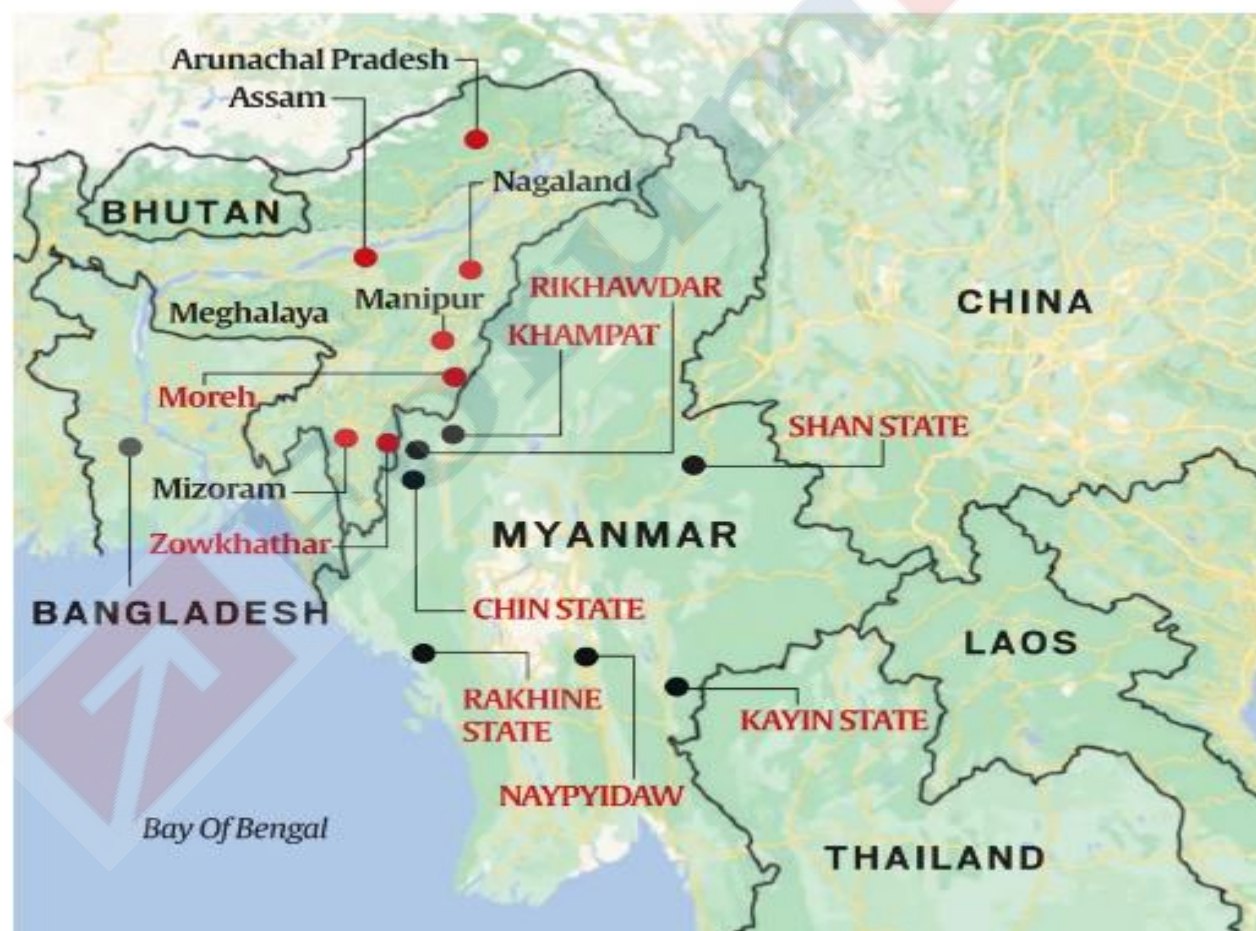 Arunachal Pradesh
Assam
Nagaland
BHUTAN
RIKHAWDAR
Meghalaya
Manipur
CHINA
KHAMPAT
Moreh
SHAN STATE
Mizoram
MYANMAR
Zowkhathar
BANGLADESH
CHIN STATE
LAOS
RAKHINE
STATE
KAYIN STATE
NAYPYIDAW
Bay Of Bengal
THAILAND